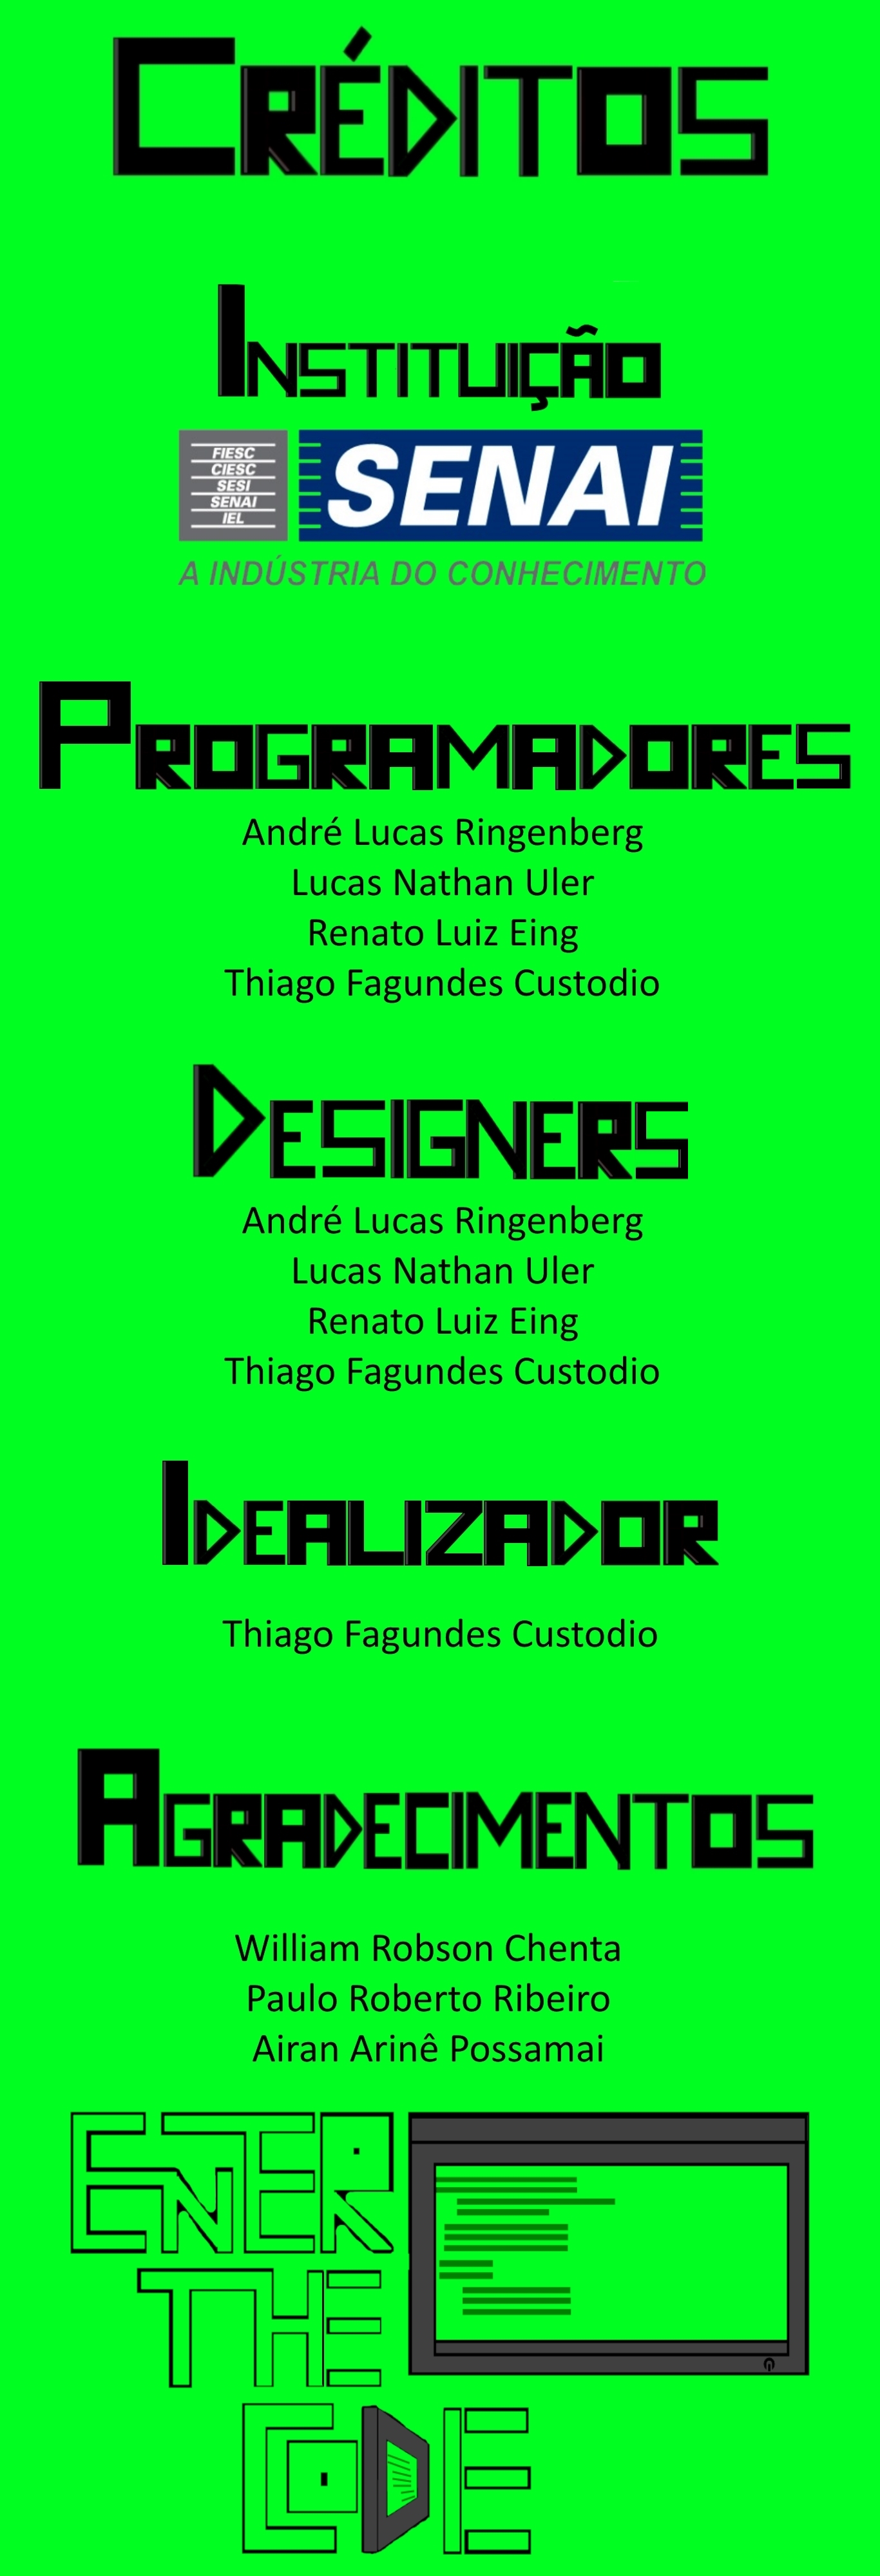 CRÉDITOS
INSTITUIÇÃO
FIESC
CIESC
SESI
SENAI
IEL
SENAI
A INDÚSTRIA DO CONHECIMENTO
PROGRAMADORES
André Lucas Ringenberg
Lucas Nathan Uler
Renato Luiz Eing
Thiago Fagundes Custodio
DESIGNERS
André Lucas Ringenberg
Lucas Nathan Uler
Renato Luiz Eing
Thiago Fagundes Custodio
IDEALIZADOR
Thiago Fagundes Custodio
AGRADECIMENTOS
William Robson Chenta
Paulo Roberto Ribeiro
Airan Arinê Possamai
ENTER
THE
CODE